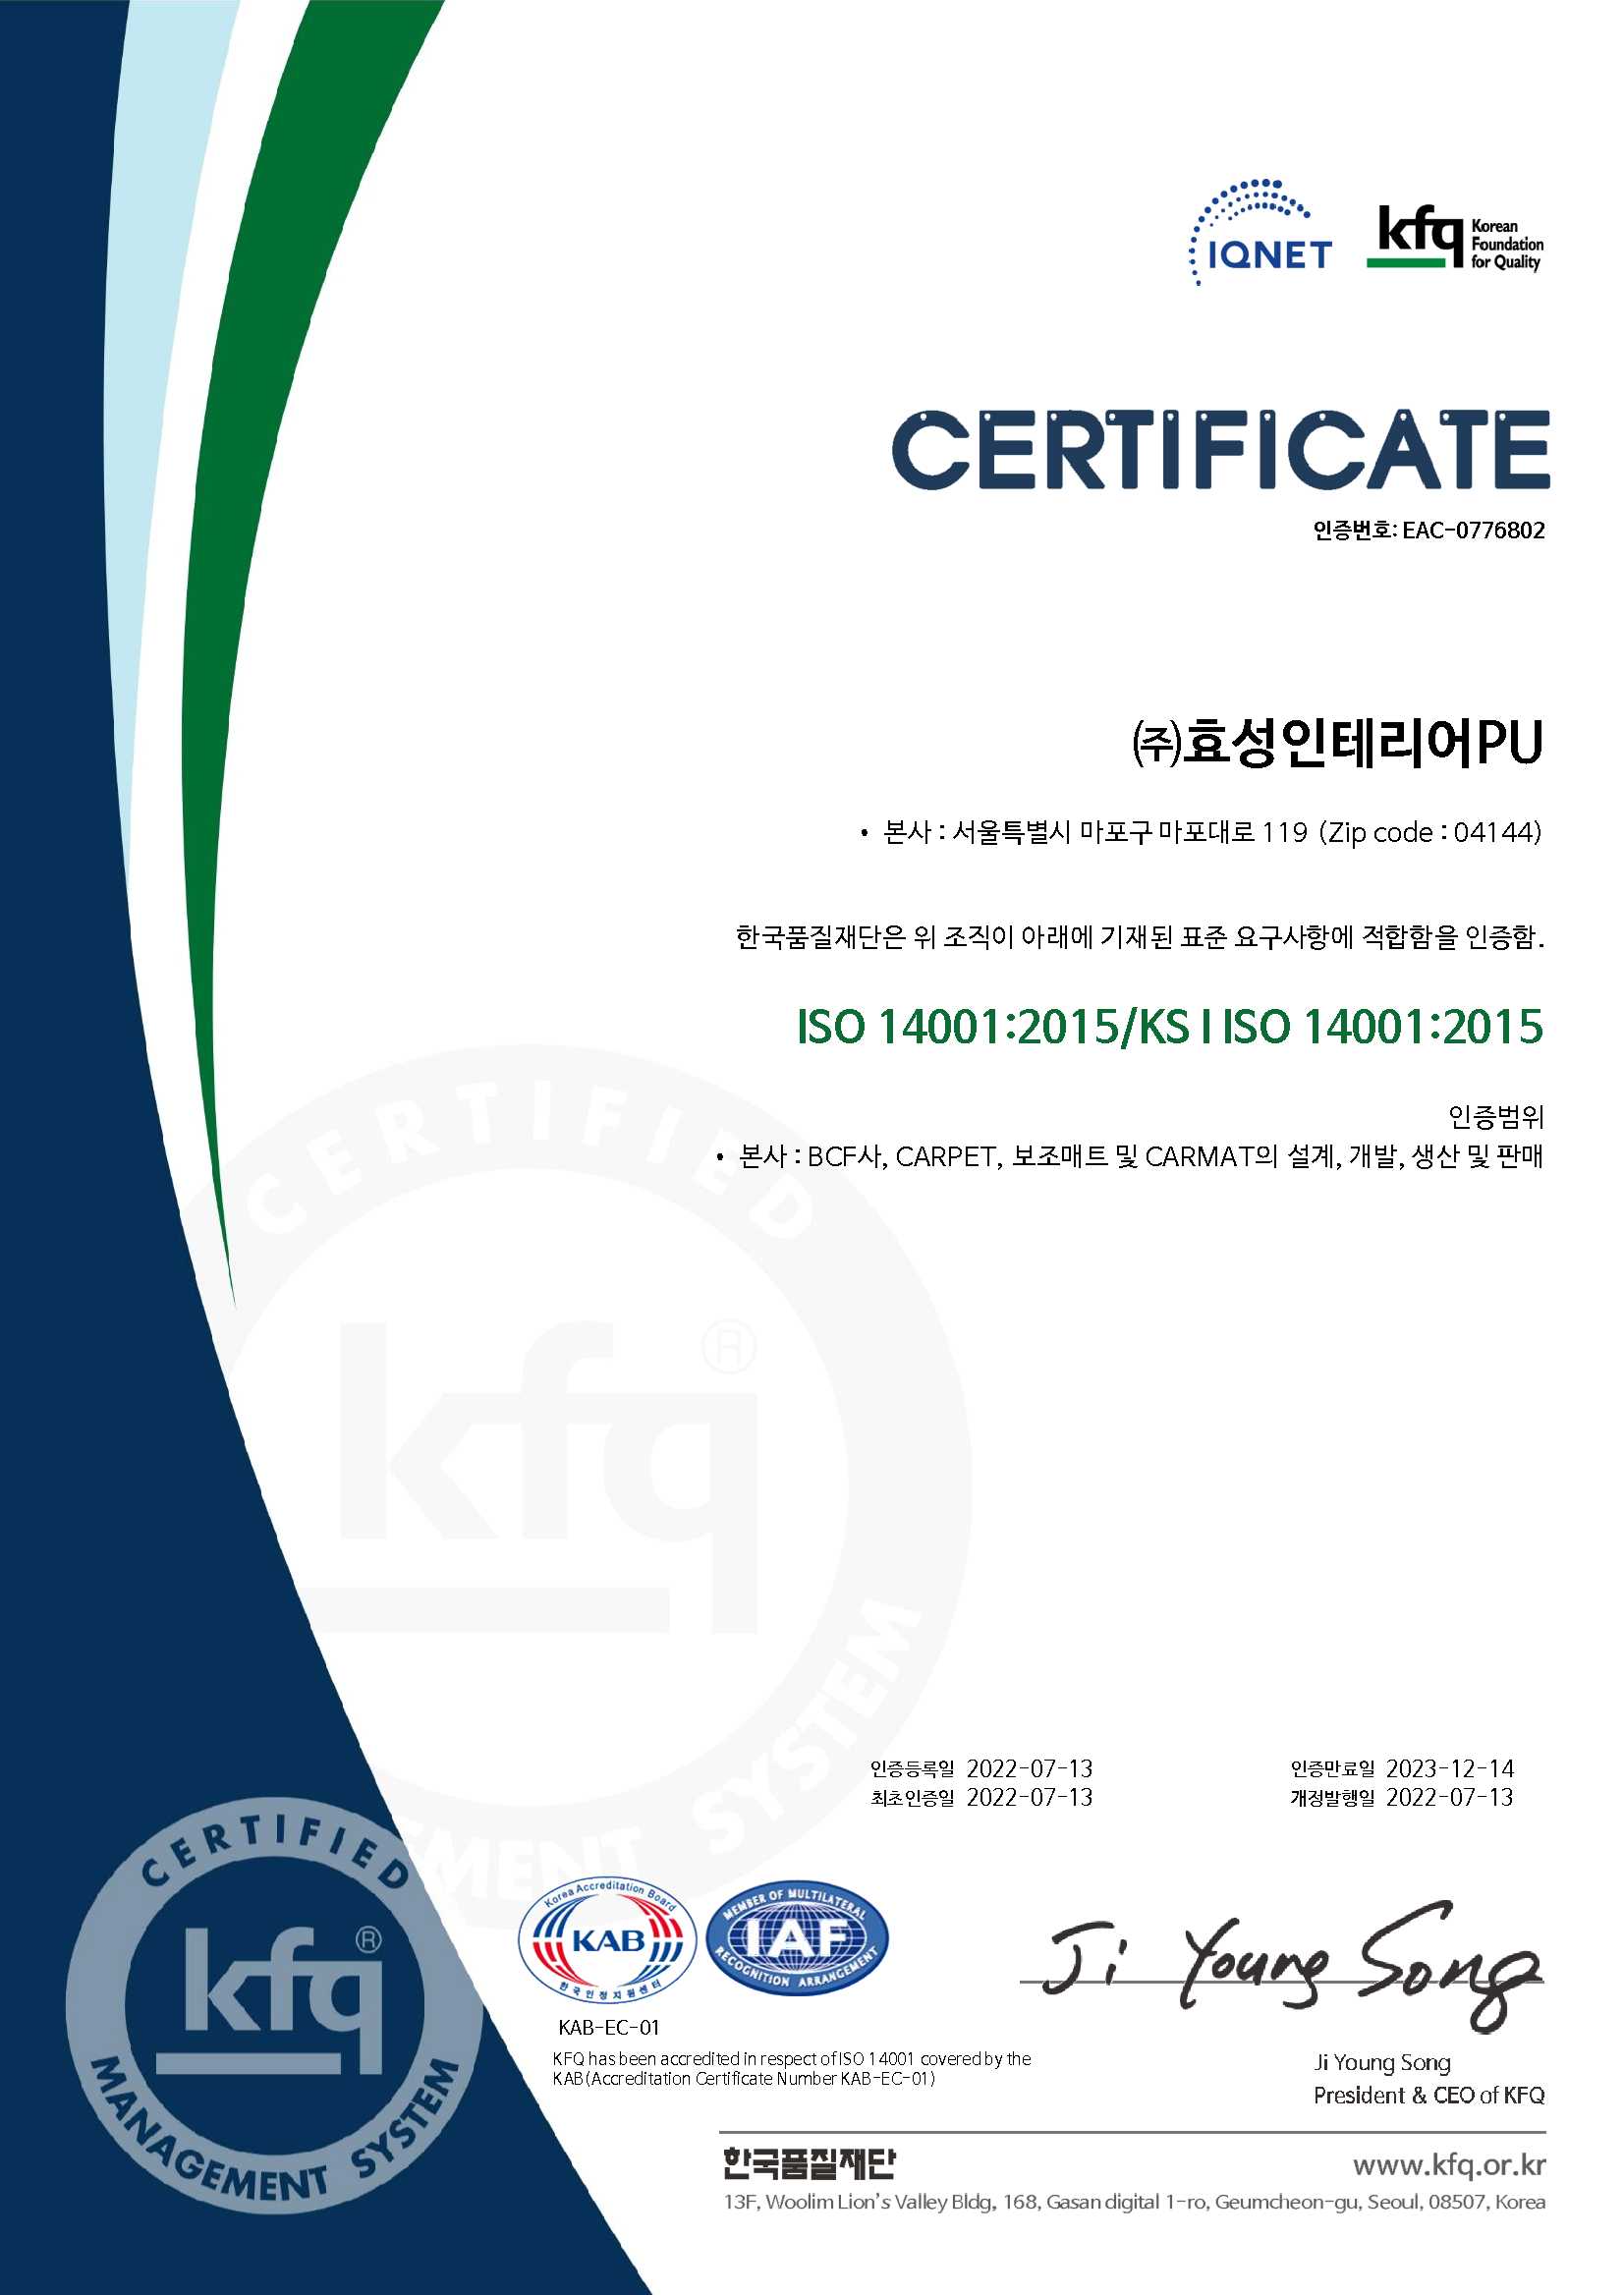 IQNET
kfq Korean
Foundation
for Quality
CERTIFICATE
인증번호: EAC-0776802
㈜효성인테리어PU
• 본사 : 서울특별시 마포구 마포대로 119 (Zip code : 04144)
한국품질재단은 위 조직이 아래에 기재된 표준 요구사항에 적합함을 인증함.
ISO 14001:2015/KS I ISO 14001:2015
인증범위
• 본사 : BCF사, CARPET, 보조매트 및 CARMAT의 설계, 개발, 생산 및 판매
CERTIFIED
kfq ®
MENT SYSTEM
인증등록일 2022-07-13 인증만료일 2023-12-14
최초인증일 2022-07-13 개정발행일 2022-07-13
CERTIFIED
kfq ®
MANAGEMENT SYSTEM
Korea Accreditation Board
KAB
한국인정지원센터
MEMBER OF MULTILATERAL
IAF
RECOGNITION ARRANGEMENT
Ji Young Song
KAB-EC-01
KFQ has been accredited in respect of ISO 14001 covered by the
KAB(Accreditation Certificate Number KAB-EC-01)
Ji Young Song
President & CEO of KFQ
한국품질재단
www.kfq.or.kr
13F, Woolim Lion's Valley Bldg, 168, Gasan digital 1-ro, Geumcheon-gu, Seoul, 08507, Korea